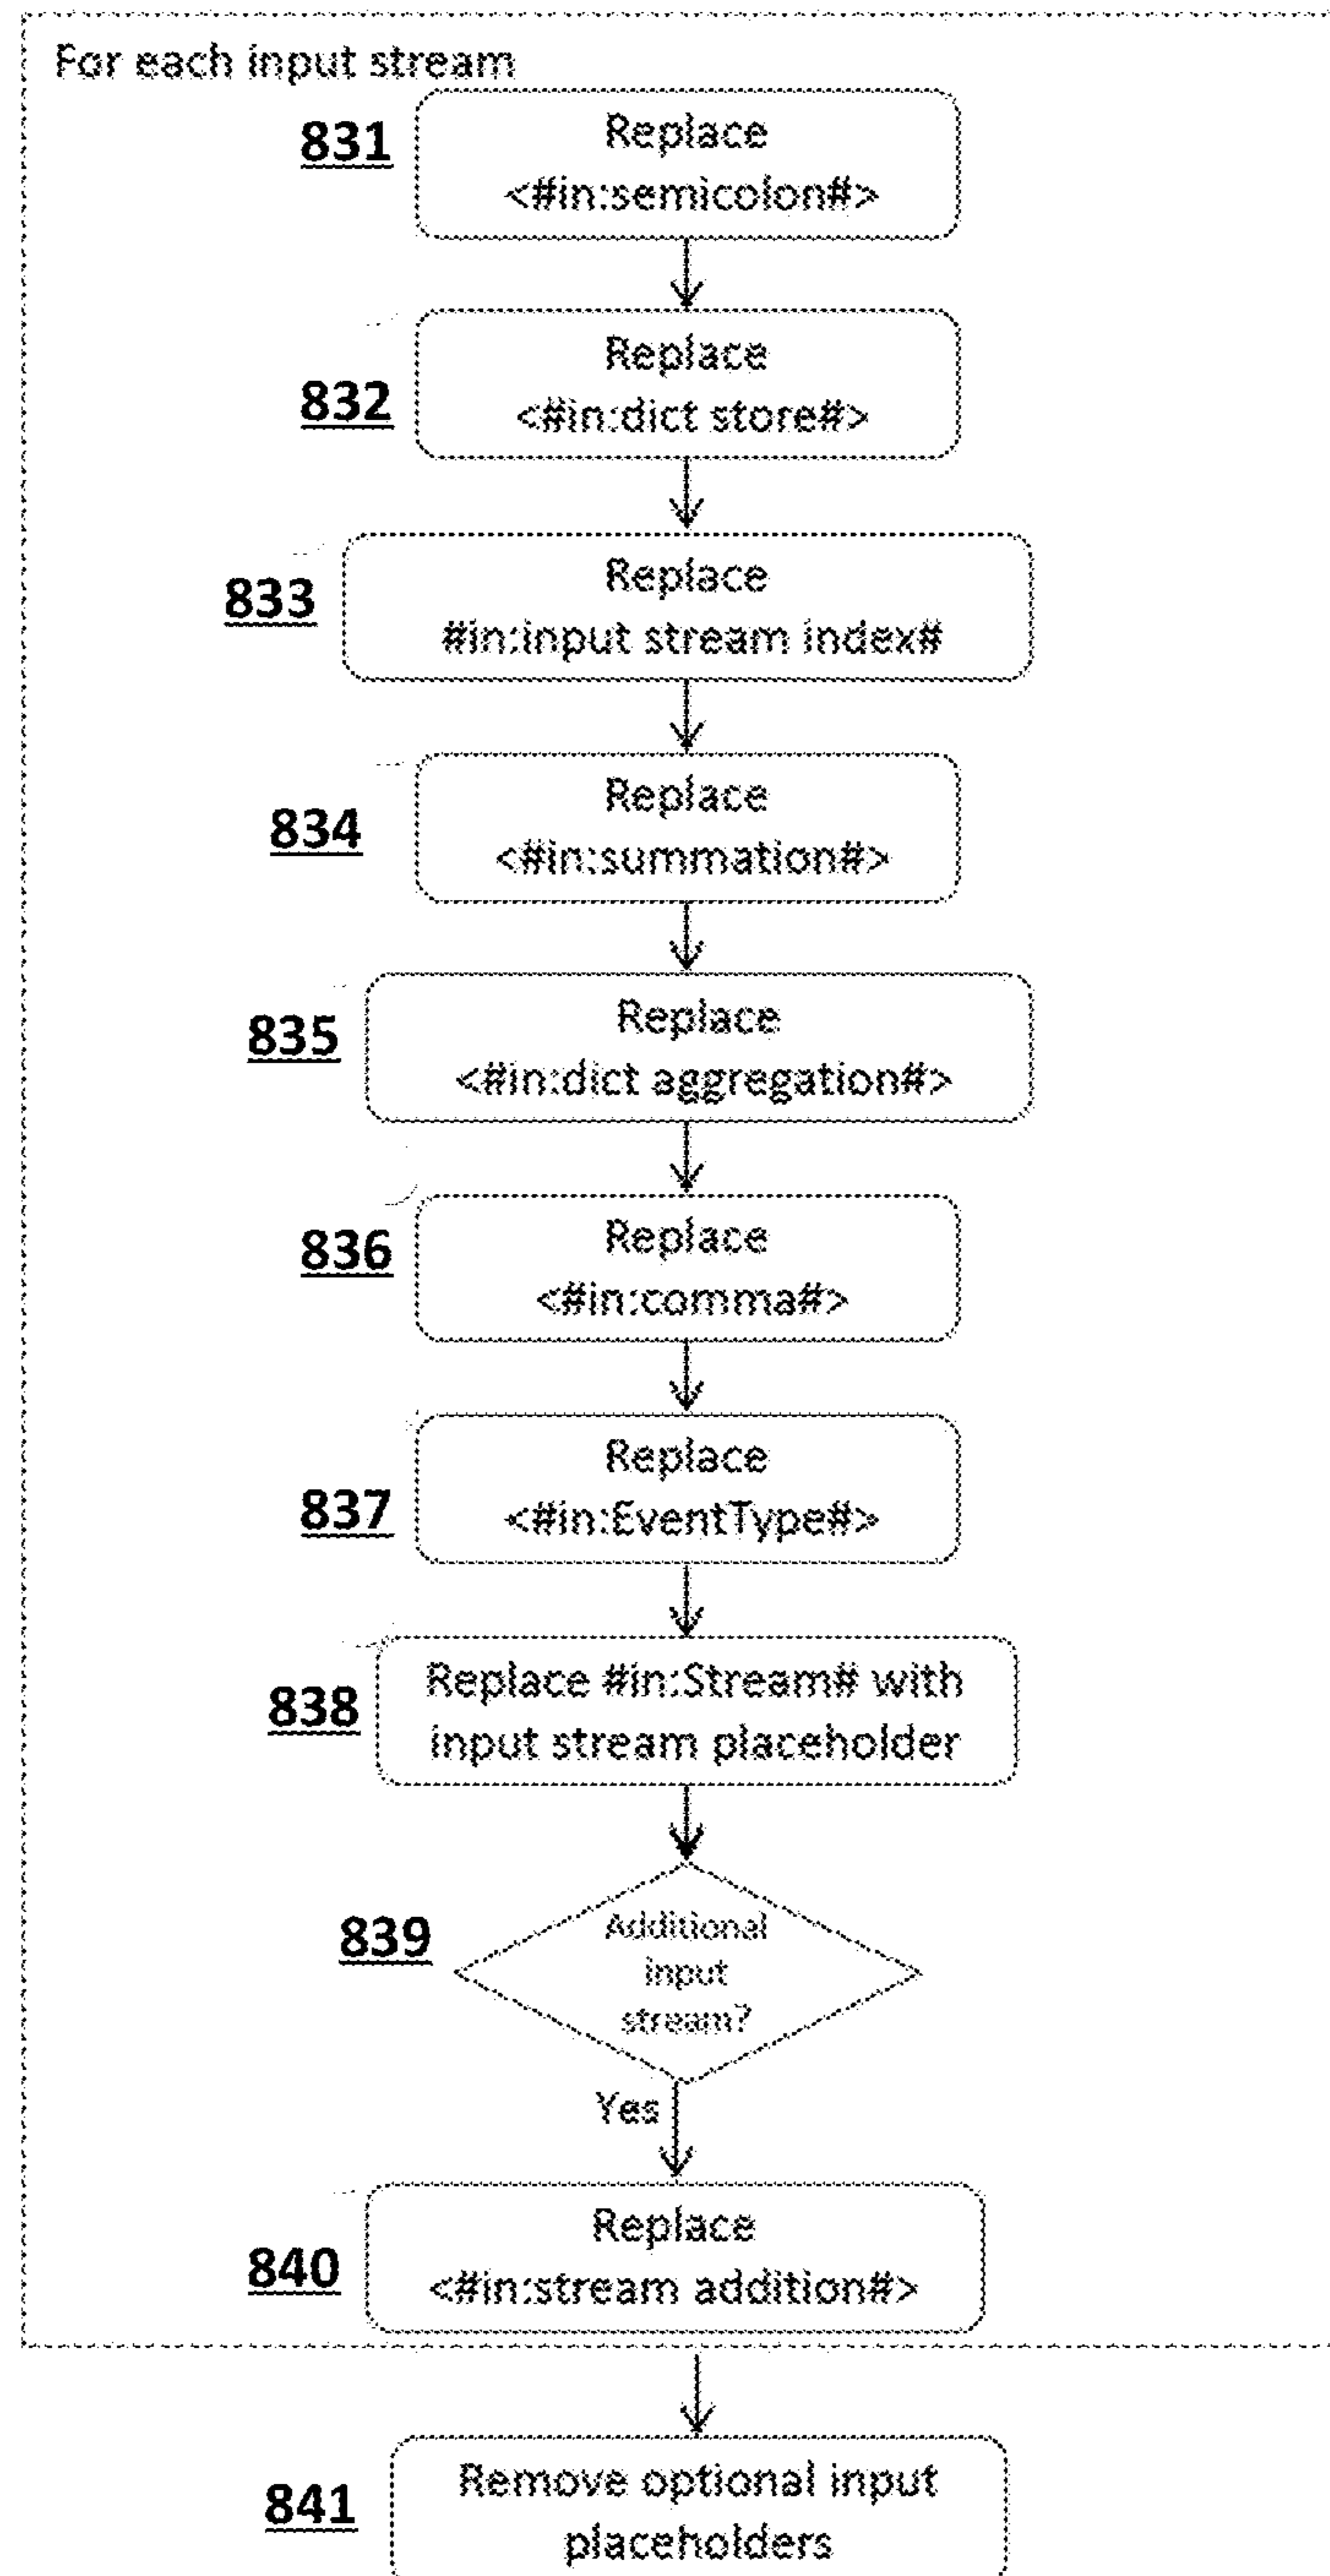 For each input stream
831
Replace
<#in:semicolon#>
832
Replace
<#in:dict store#>
833
Replace
#in:input stream index#
834
Replace
<#in:summation#>
835
Replace
<#in:dict aggregation#>
836
Replace
<#in:comma#>
837
Replace
<#in:EventType#>
838
Replace #in:Stream# with
input stream placeholder
839
Additional
input
stream?
Yes
840
Replace
<#in:stream addition#>
841
Remove optional input
placeholders